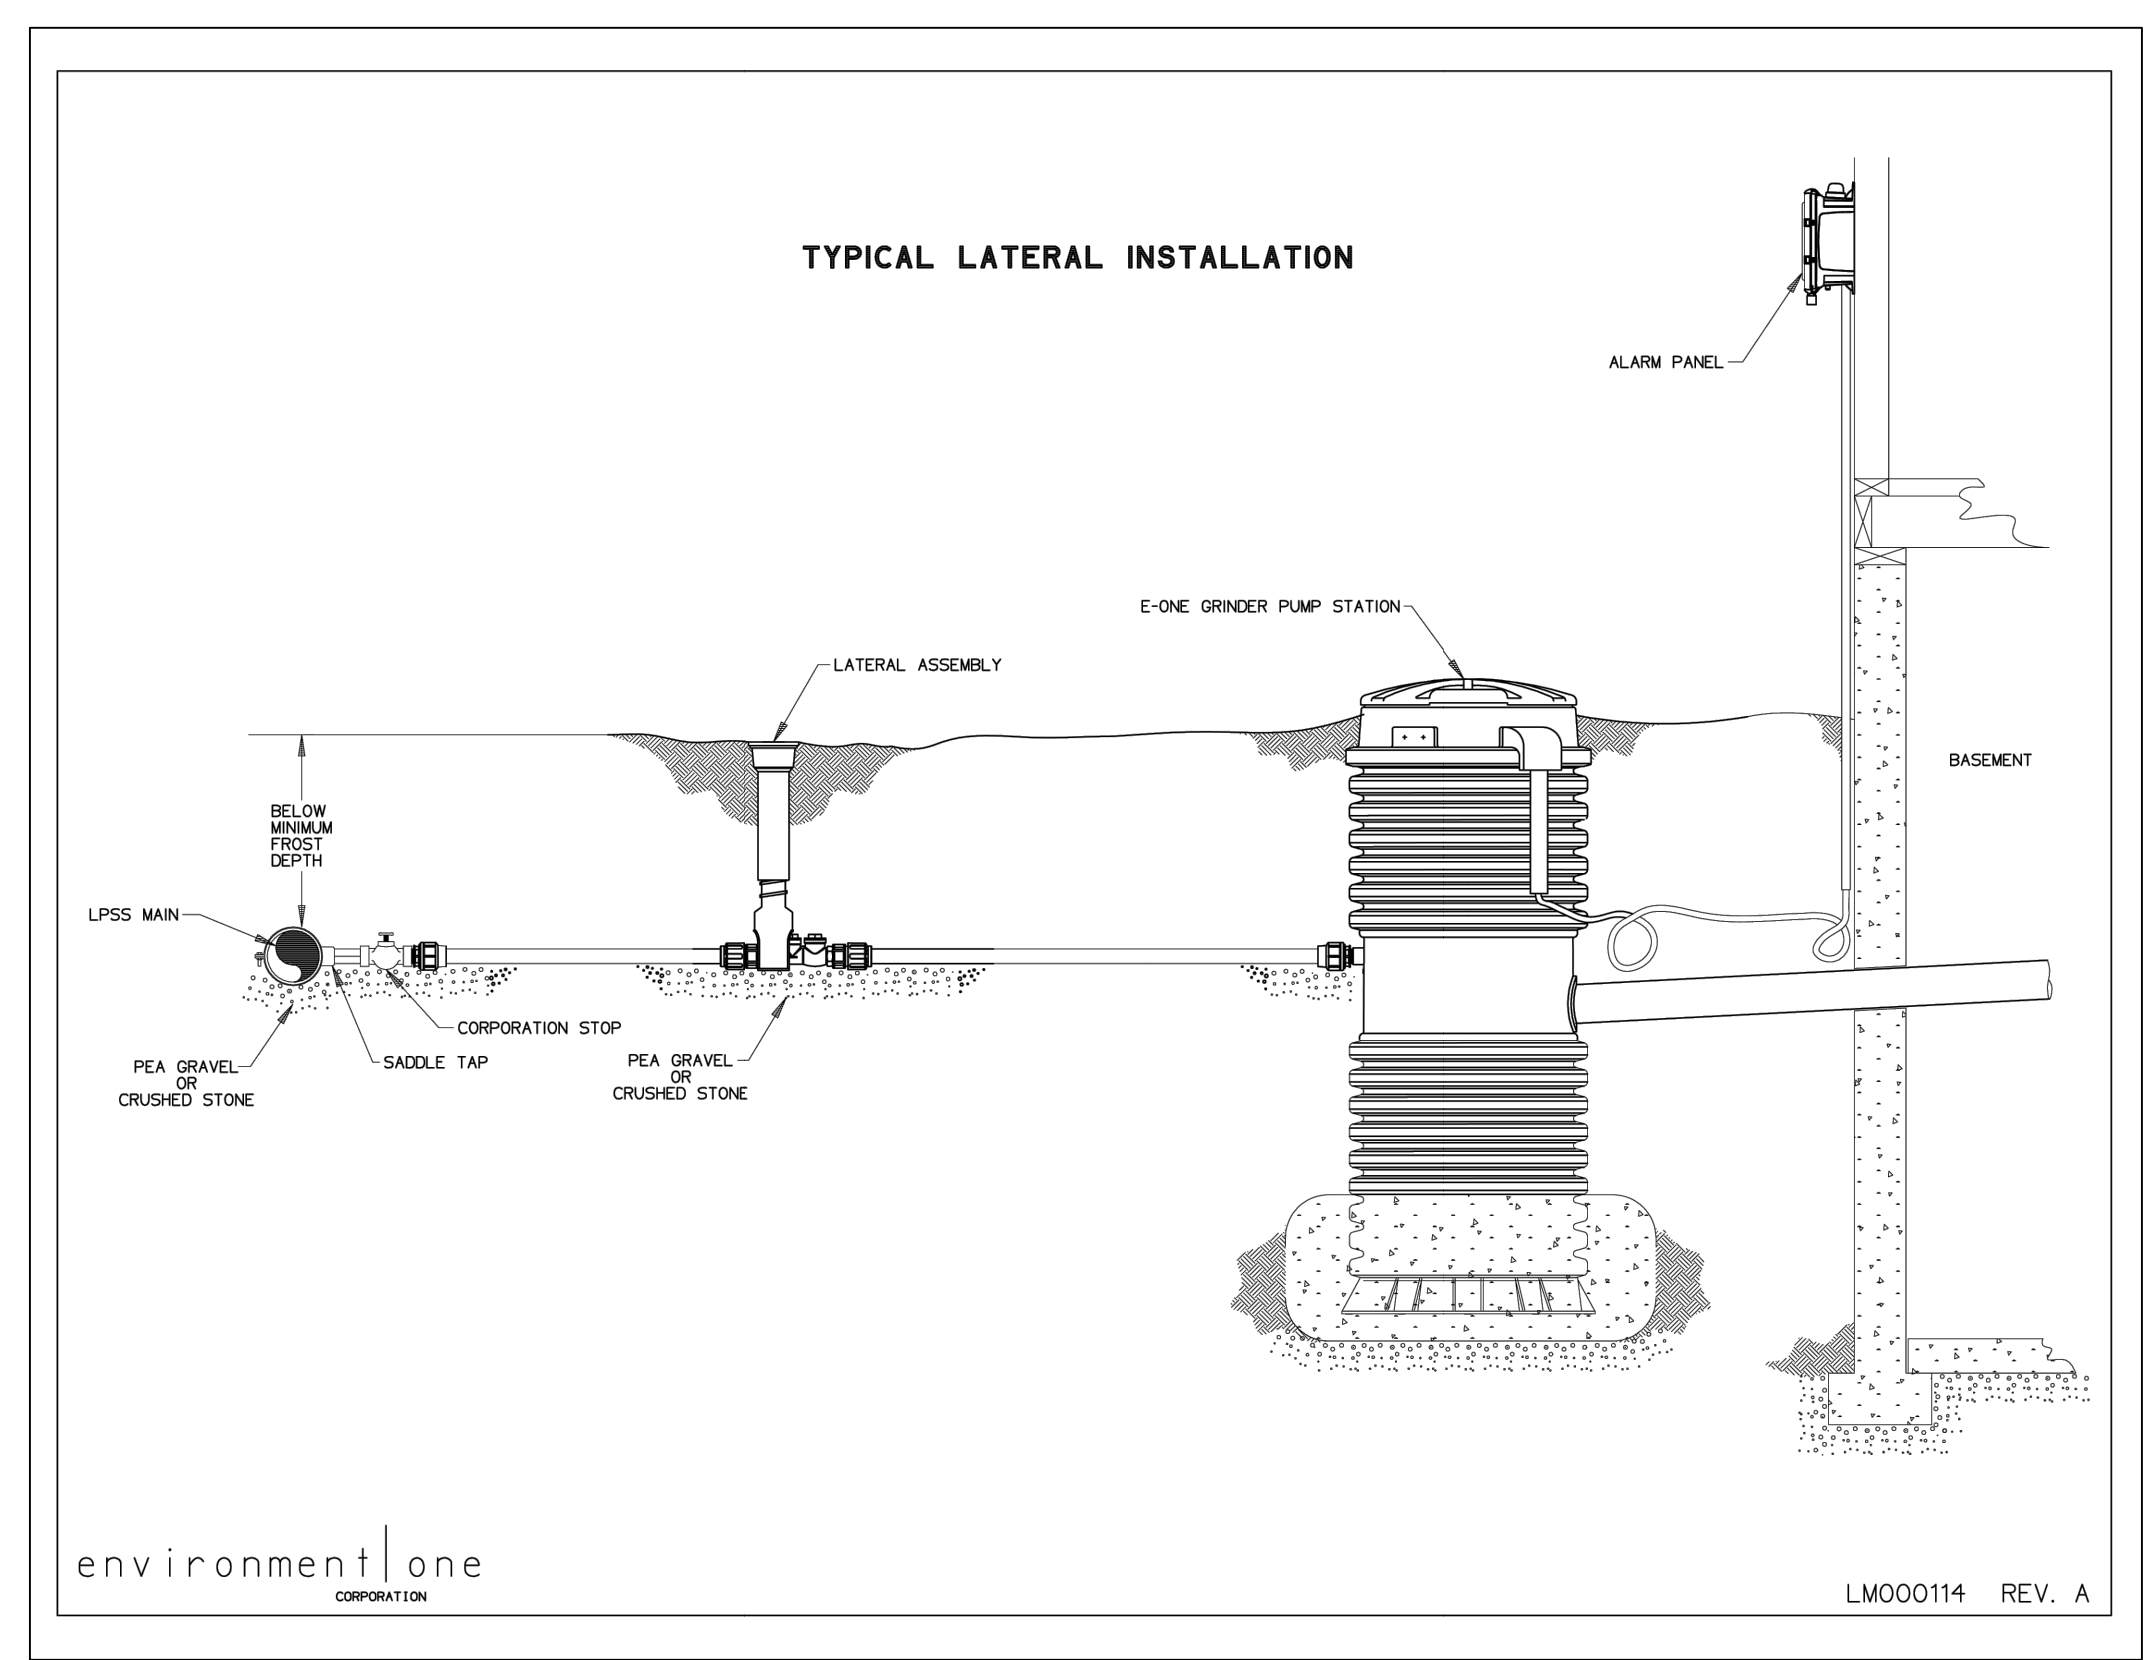 TYPICAL LATERAL INSTALLATION
ALARM PANEL
E-ONE GRINDER PUMP STATION
LATERAL ASSEMBLY
BASEMENT
BELOW
MINIMUM
FROST
DEPTH
LPSS MAIN
CORPORATION STOP
SADDLE TAP
PEA GRAVEL
OR
CRUSHED STONE
PEA GRAVEL
OR
CRUSHED STONE
environment|one
CORPORATION
LM000114 REV. A